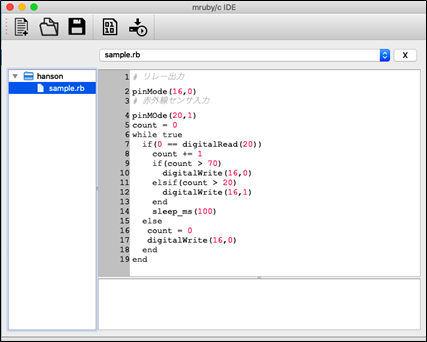 mruby/c IDE
sample.rb
X
hanson
sample.rb
1 # リレー出力
2 pinMode(16,0)
3 # 赤外線センサ入力
4 pinMOde(20,1)
5 count = 0
6 while true
7 if(0 == digitalRead(20))
8 count += 1
9 if(count > 70)
10 digitalWrite(16,0)
11 elsif(count > 20)
12 digitalWrite(16,1)
13 end
14 sleep_ms(100)
15 else
16 count = 0
17 digitalWrite(16,0)
18 end
19 end